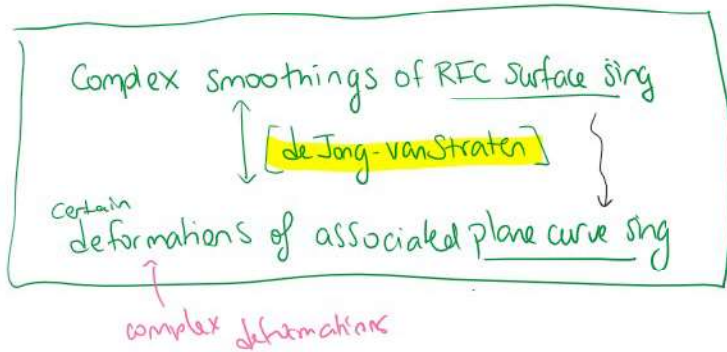 Complex smoothings of RFC surface sing
[de Jong-van Straten]
certain
deformations of associated plane curve sing
complex deformations